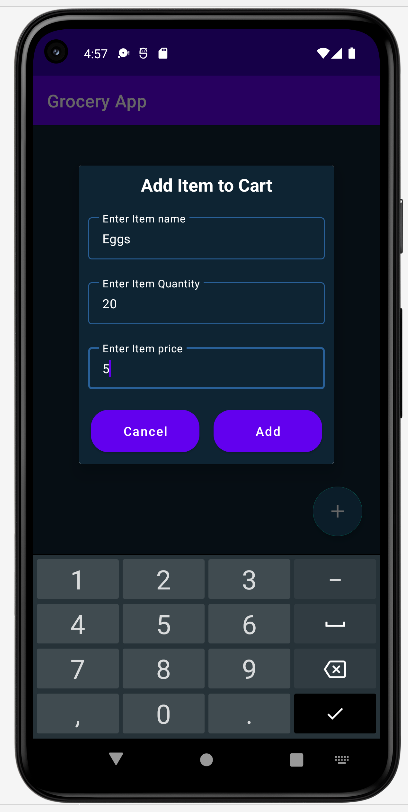 4:57
Grocery App
Add Item to Cart
Enter Item name
Eggs
Enter Item Quantity
20
Enter Item price
5
Cancel Add
+
1 2 3 −
4 5 6
7 8 9
, 0 .